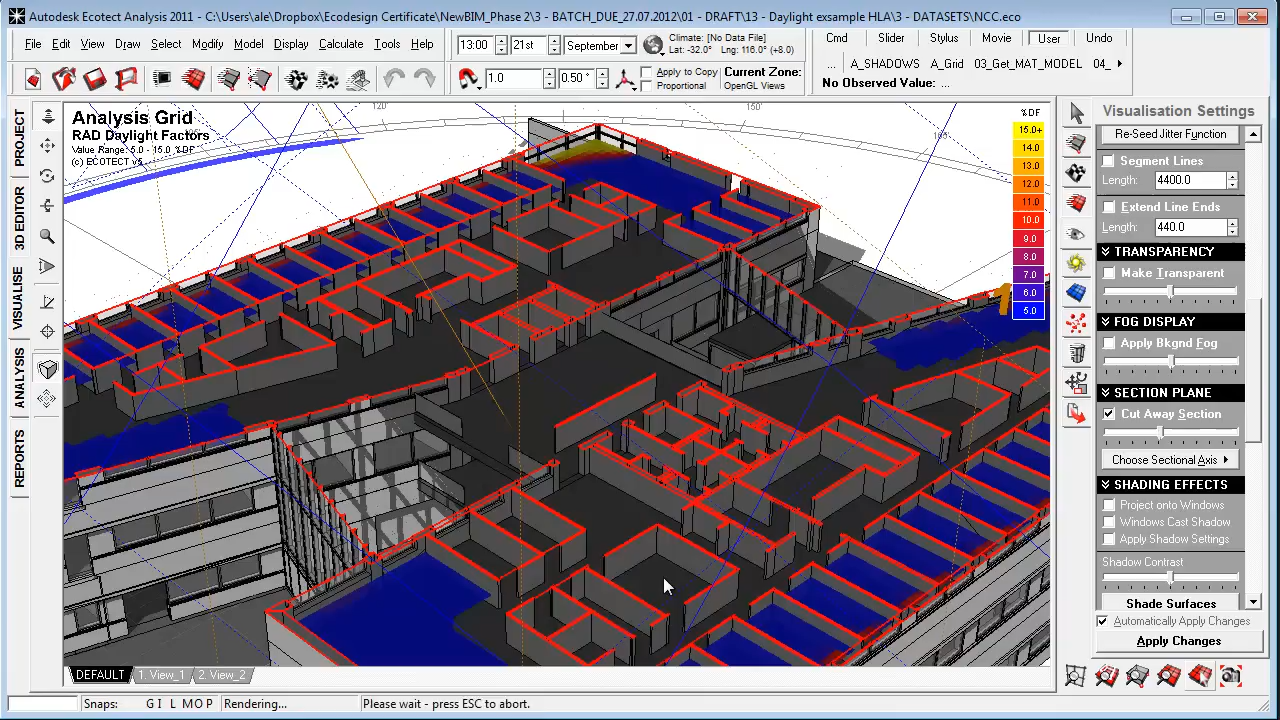 Autodesk Ecotect Analysis 2011 - C:\Users\ale\Dropbox\Ecodesign Certificate\NewBIM_Phase 2\3 - BATCH_DUE_27.07.2012\01 - DRAFT\13 - Daylight exsample HLA\3 - DATASETS\NCC.eco
File Edit View Draw Select Modify Model Display Calculate Tools Help
13:00 21st September
Climate: [No Data File]
Lat: -32.0° Lng: 116.0° (+8.0)
Cmd Slider Stylus Movie User Undo
... A_SHADOWS A_Grid 03_Get_MAT_MODEL 04_
No Observed Value: ...
1.0 0.50 °
Apply to Copy
Proportional
Current Zone:
OpenGL Views
PROJECT
3D EDITOR
VISUALISE
ANALYSIS
REPORTS
Analysis Grid
RAD Daylight Factors
Value Range: 5.0 - 15.0 %DF
(c) ECOTECT v5
120°
150°
165°
%DF
15.0+
14.0
13.0
12.0
11.0
10.0
9.0
8.0
7.0
6.0
5.0
Visualisation Settings
Re-Seed Jitter Function
Segment Lines
Length: 4400.0
Extend Line Ends
Length: 440.0
TRANSPARENCY
Make Transparent
FOG DISPLAY
Apply Bkgnd Fog
SECTION PLANE
Cut Away Section
Choose Sectional Axis
SHADING EFFECTS
Project onto Windows
Windows Cast Shadow
Apply Shadow Settings
Shadow Contrast
Shade Surfaces
Automatically Apply Changes
Apply Changes
DEFAULT 1. View_1 2. View_2
Snaps: G I L M O P Rendering... Please wait - press ESC to abort.